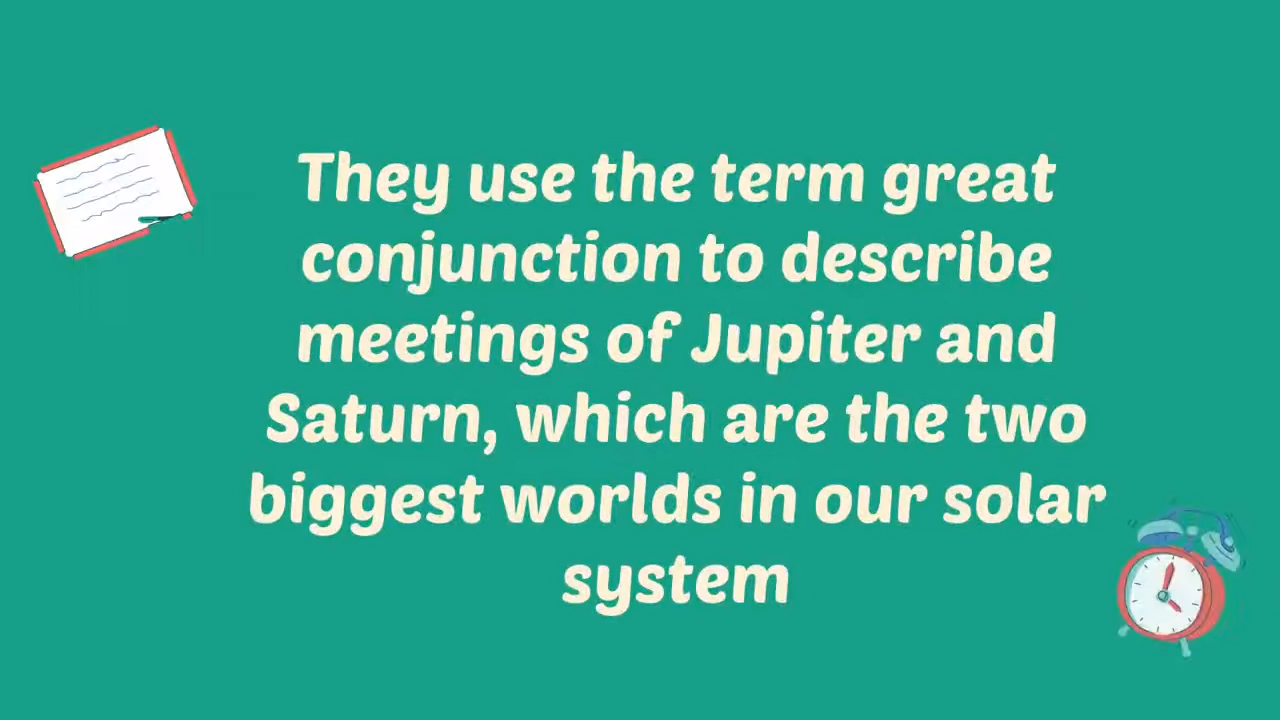 They use the term great
conjunction to describe
meetings of Jupiter and
Saturn, which are the two
biggest worlds in our solar
system